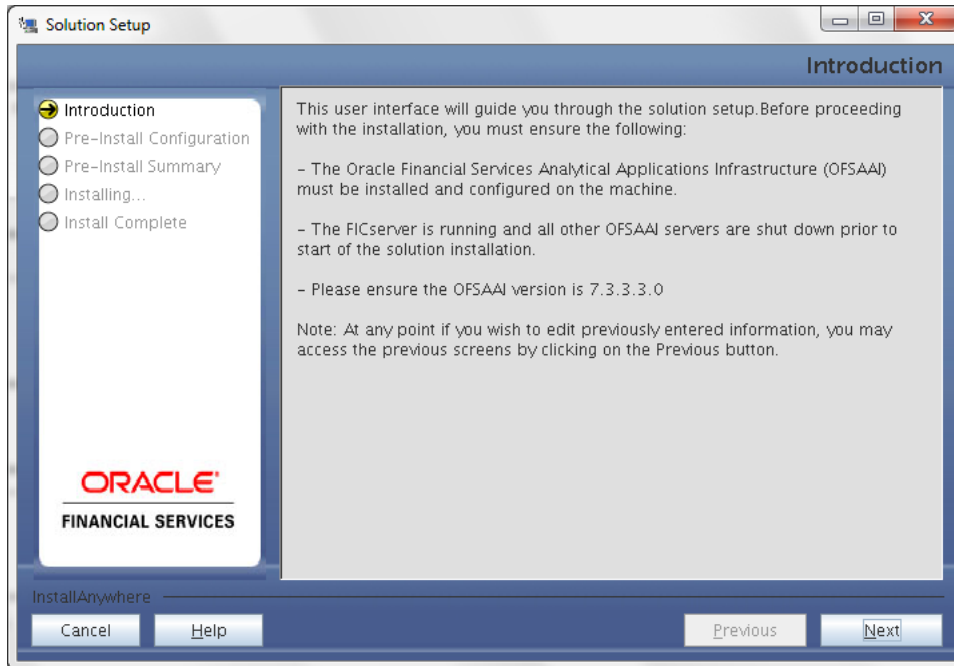 Solution Setup
Introduction
Introduction
Pre-Install Configuration
Pre-Install Summary
Installing...
Install Complete
This user interface will guide you through the solution setup.Before proceeding
with the installation, you must ensure the following:
- The Oracle Financial Services Analytical Applications Infrastructure (OFSAAI)
must be installed and configured on the machine.
- The FICserver is running and all other OFSAAI servers are shut down prior to
start of the solution installation.
- Please ensure the OFSAAI version is 7.3.3.3.0
Note: At any point if you wish to edit previously entered information, you may
access the previous screens by clicking on the Previous button.
ORACLE'
FINANCIAL SERVICES
InstallAnywhere
Cancel
Help
Previous
Next